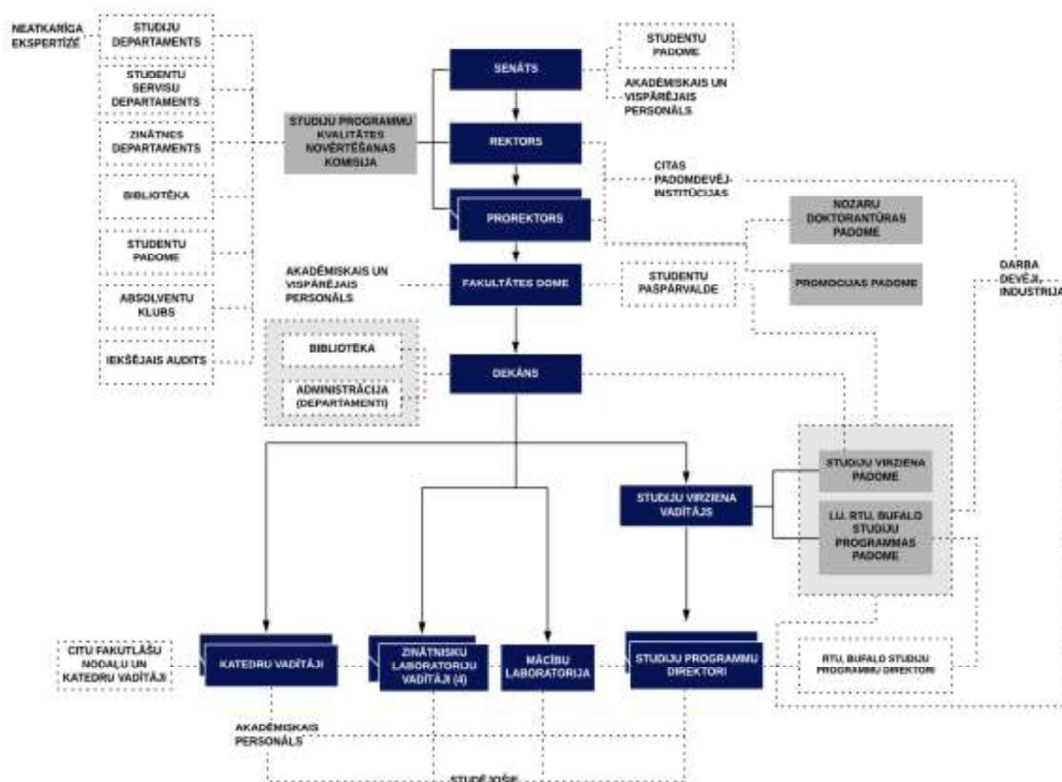 NEATKARĪGA
EKSPERTĪZE
STUDIJU
DEPARTAMENTS
STUDENTU
SERVISU
DEPARTAMENTS
ZINĀTNES
DEPARTAMENTS
BIBLIOTĒKA
STUDENTU
PADOME
ABSOLVENTU
KLUBS
IEKŠĒJAIS AUDITS
STUDIJU PROGRAMMU
KVALITĀTES
NOVĒRTĒŠANAS
KOMISIJA
SENĀTS
REKTORS
PROREKTORS
FAKULTĀTES DOME
DEKĀNS
STUDENTU
PADOME
AKADĒMISKAIS UN
VISPĀRĒJAIS
PERSONĀLS
CITAS
PADOMDEVĒJ-
INSTITŪCIJAS
NOZARU
DOKTORANTŪRAS
PADOME
PROMOCIJAS PADOME
STUDENTU
PAŠPĀRVALDE
DARBA
DEVĒJI,
INDUSTRIJA
AKADĒMISKAIS UN
VISPĀRĒJAIS
PERSONĀLS
BIBLIOTĒKA
ADMINISTRĀCIJA
(DEPARTAMENTI)
STUDIJU VIRZIENA
VADĪTĀJS
STUDIJU VIRZIENA
PADOME
LU, RTU, BUFALO
STUDIJU
PROGRAMMAS
PADOME
CITU FAKUTLĀŠU
NODAĻU UN
KATEDRU VADĪTĀJI
KATEDRU VADĪTĀJI
ZINĀTNISKU
LABORATORIJU
VADĪTĀJI (4)
MĀCĪBU
LABORATORIJA
STUDIJU PROGRAMMU
DIREKTORI
RTU, BUFALO STUDIJU
PROGRAMMU DIREKTORI
AKADĒMISKAIS
PERSONĀLS
STUDĒJOŠIE